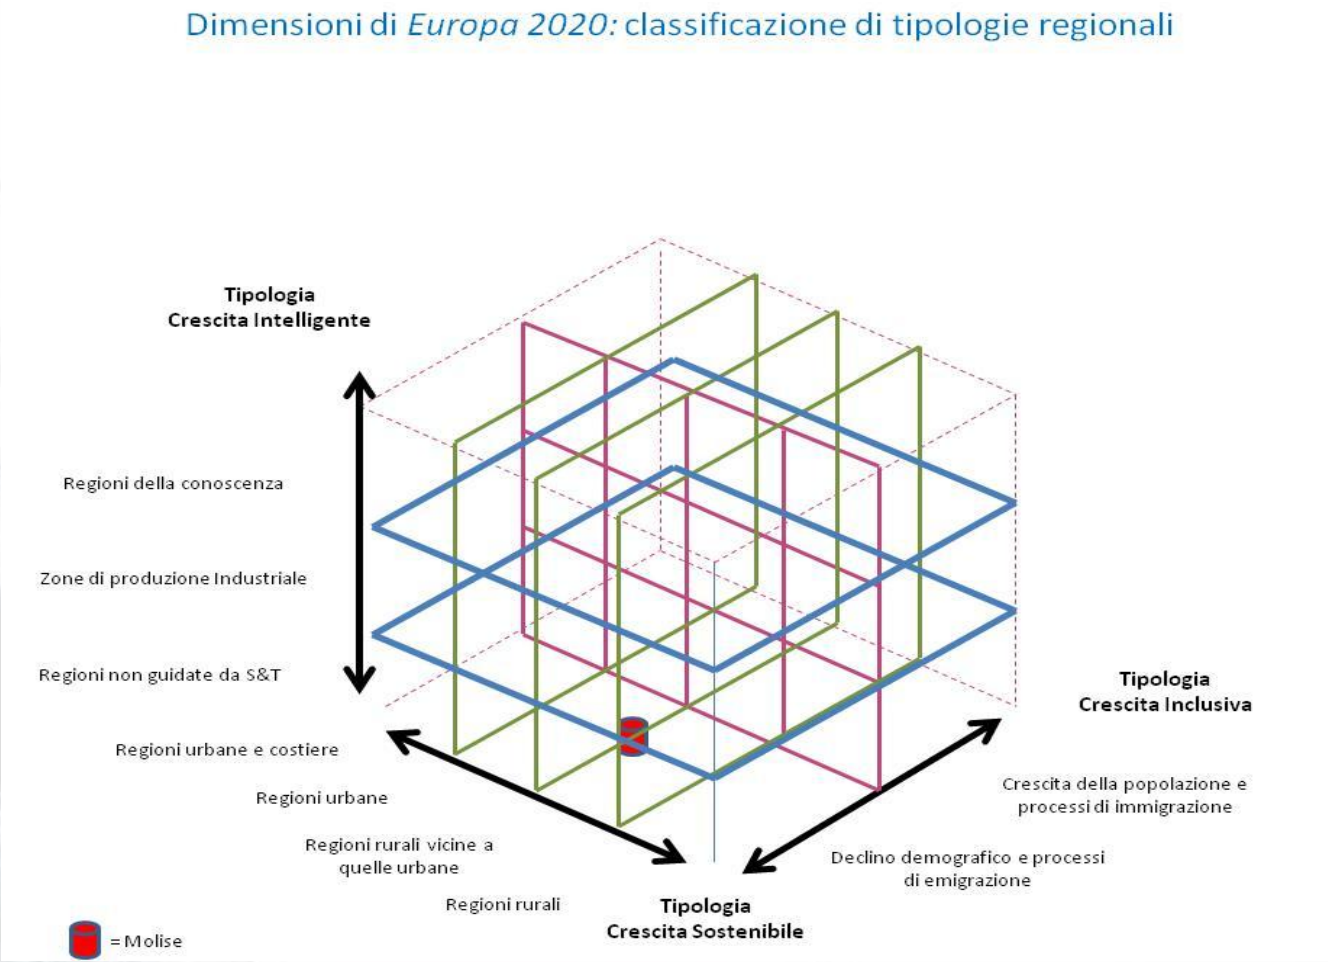 Dimensioni di Europa 2020: classificazione di tipologie regionali
Tipologia
Crescita Intelligente
Regioni della conoscenza
Zone di produzione Industriale
Regioni non guidate da S&T
Regioni urbane e costiere
Regioni urbane
Regioni rurali vicine a
quelle urbane
Regioni rurali
Tipologia
Crescita Sostenibile
Tipologia
Crescita Inclusiva
Crescita della popolazione e
processi di immigrazione
Declino demografico e processi
di emigrazione
= Molise